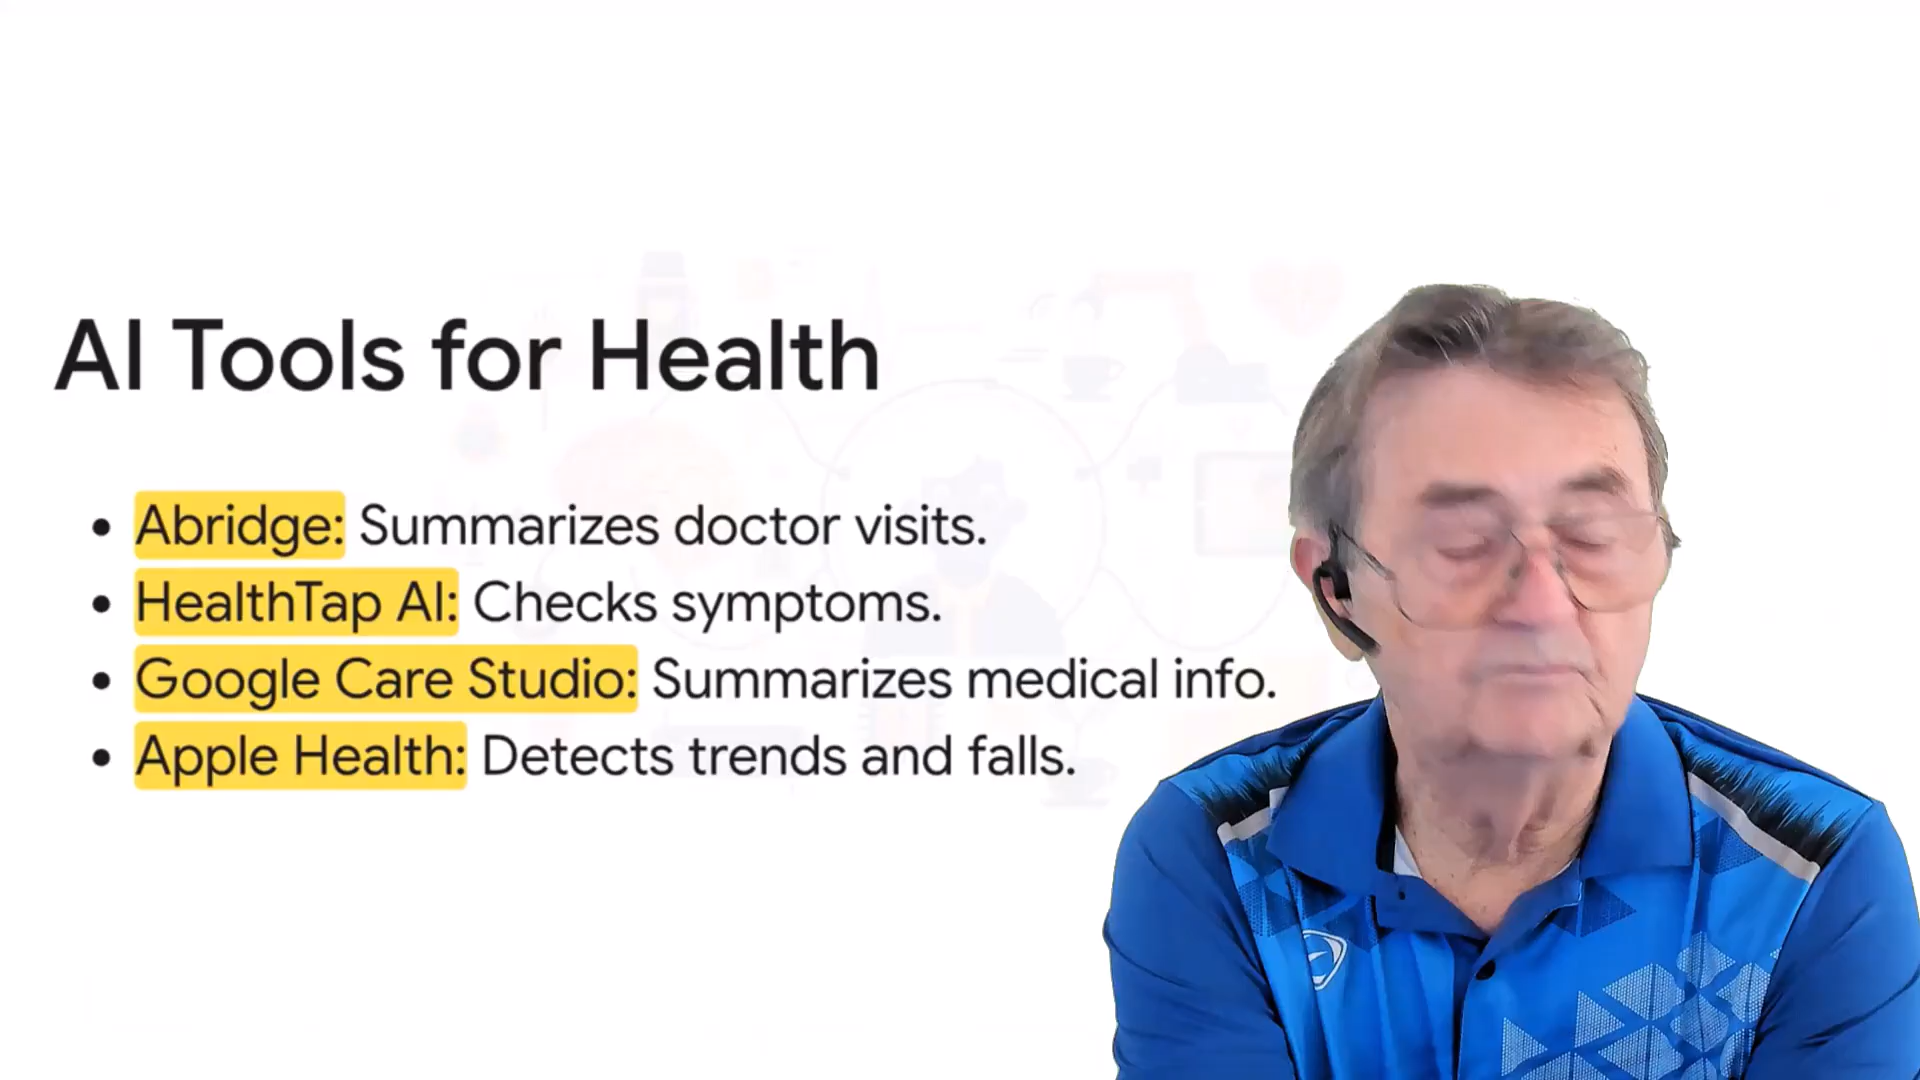 AI Tools for Health
• Abridge: Summarizes doctor visits.
• HealthTap AI: Checks symptoms.
• Google Care Studio: Summarizes medical info.
• Apple Health: Detects trends and falls.